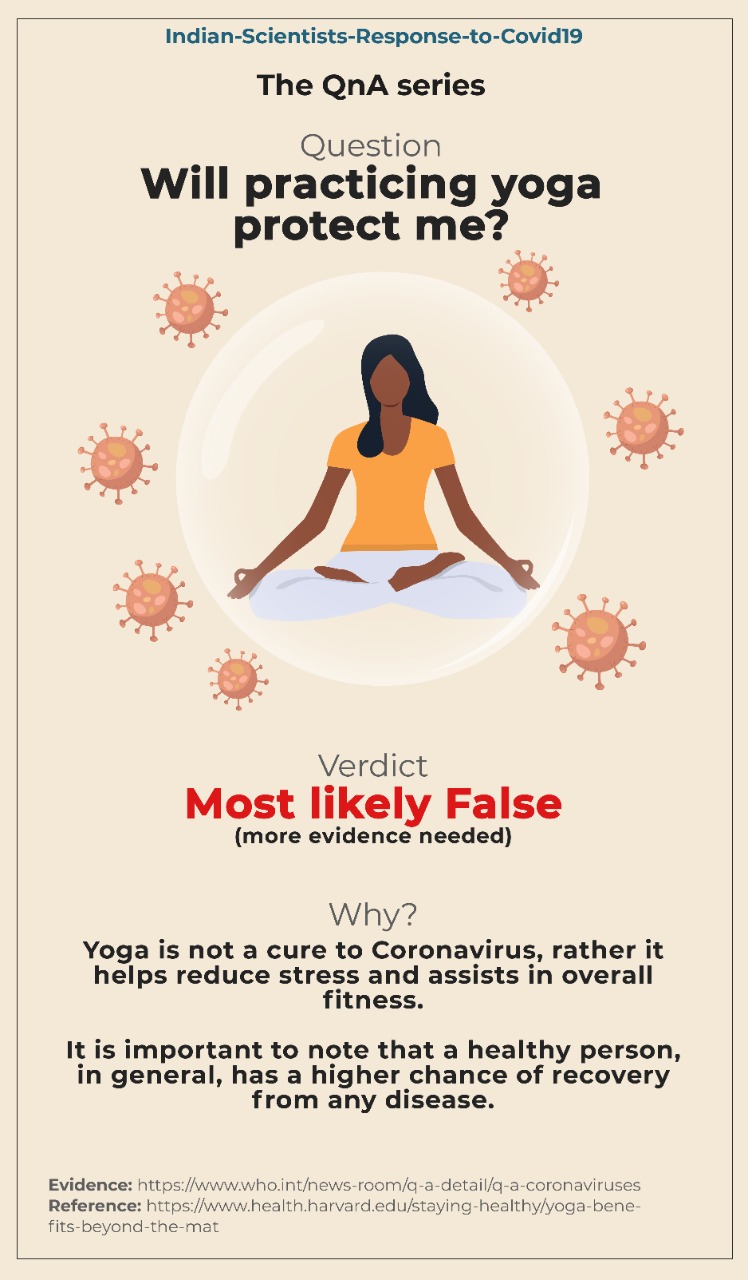 Indian-Scientists-Response-to-Covid19
The QnA series
Question
Will practicing yoga
protect me?
Verdict
Most likely False
(more evidence needed)
Why?
Yoga is not a cure to Coronavirus, rather it
helps reduce stress and assists in overall
fitness.
It is important to note that a healthy person,
in general, has a higher chance of recovery
from any disease.
Evidence: https://www.who.int/news-room/q-a-detail/q-a-coronaviruses
Reference: https://www.health.harvard.edu/staying-healthy/yoga-bene-
fits-beyond-the-mat